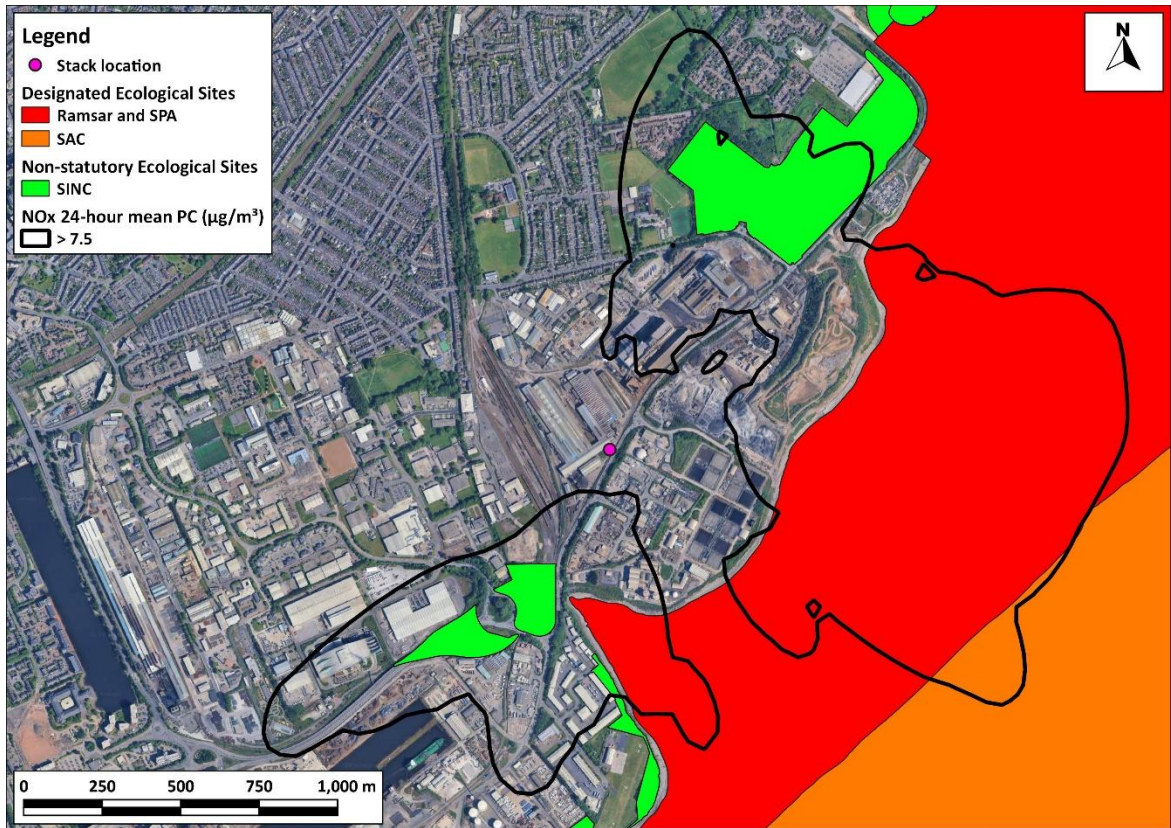 Legend
Stack location
Designated Ecological Sites
Ramsar and SPA
SAC
Non-statutory Ecological Sites
SINC
NOx 24-hour mean PC (µg/m³)
> 7.5
N
0 250 500 750 1,000 m